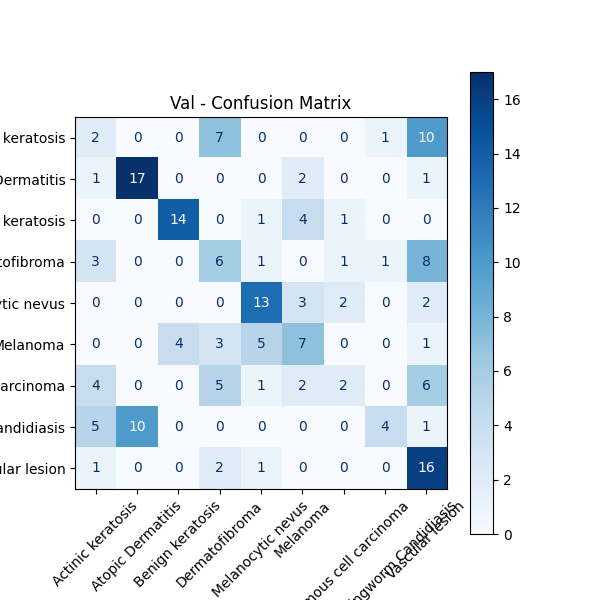 Val - Confusion Matrix
keratosis 2 0 0 7 0 0 0 1 10
Dermatitis 1 17 0 0 0 2 0 0 1
keratosis 0 0 14 0 1 4 1 0 0
tofibroma 3 0 0 6 1 0 1 1 8
ytic nevus 0 0 0 0 13 3 2 0 2
Melanoma 0 0 4 3 5 7 0 0 1
arcinoma 4 0 0 5 1 2 2 0 6
andidiasis 5 10 0 0 0 0 0 4 1
ular lesion 1 0 0 2 1 0 0 0 16
Actinic keratosis
Atopic Dermatitis
Benign keratosis
Dermatofibroma
Melanocytic nevus
Melanoma
mous cell carcinoma
ngworm Candidiasis
Vascular lesion
16
14
12
10
8
6
4
2
0